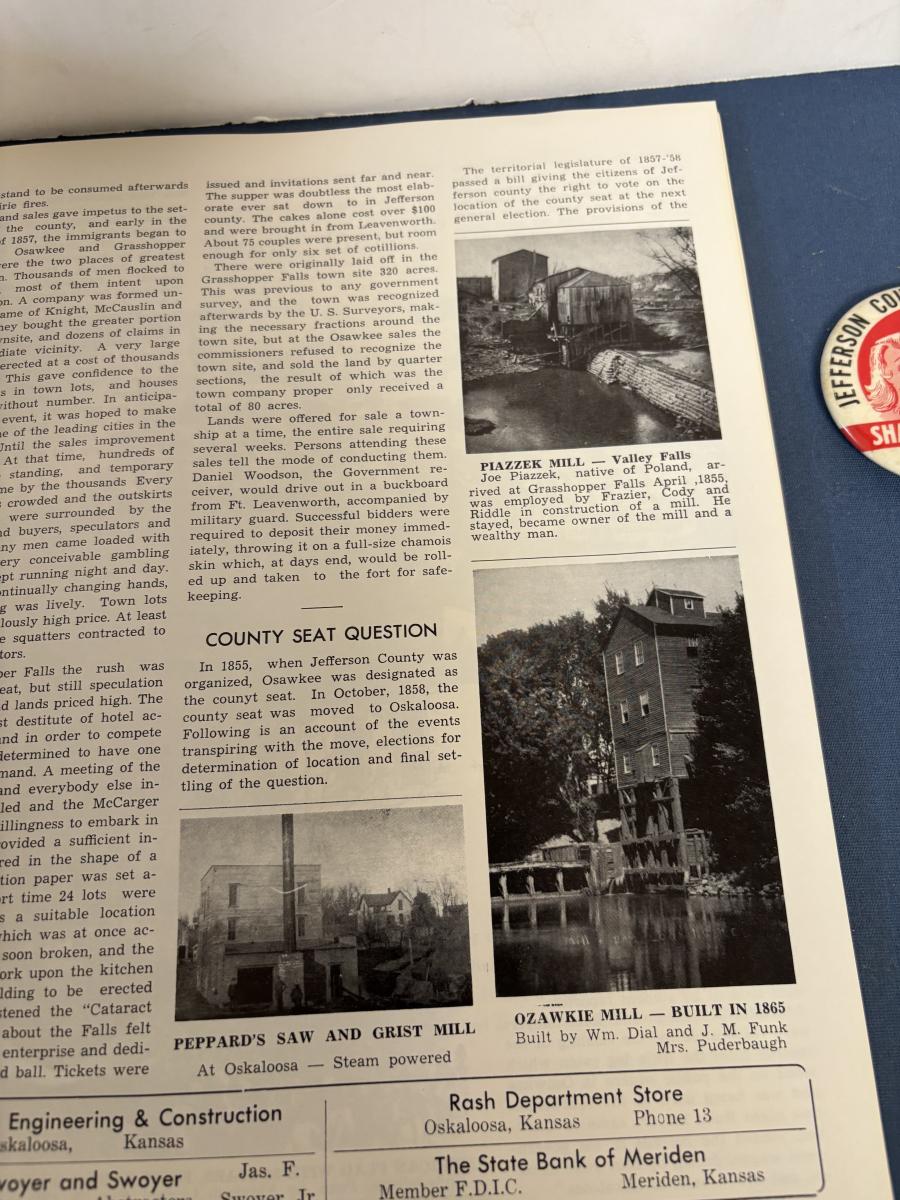 stand to be consumed afterwards
irie fires.
and sales gave impetus to the set-
the county, and early in the
of 1857, the immigrants began to
Osawkee and Grasshopper
ere the two places of greatest
n. Thousands of men flocked to
most of them intent upon
on. A company was formed un-
ame of Knight, McCauslin and
hey bought the greater portion
wnsite, and dozens of claims in
diate vicinity. A very large
erected at a cost of thousands
This gave confidence to the
s in town lots, and houses
without number. In anticipa-
event, it was hoped to make
e of the leading cities in the
Until the sales improvement
At that time, hundreds of
standing, and temporary
me by the thousands Every
crowded and the outskirts
were surrounded by the
nd buyers, speculators and
ny men came loaded with
ery conceivable gambling
ept running night and day.
ontinually changing hands,
g was lively. Town lots
lously high price. At least
e squatters contracted to
tors.
per Falls the rush was
eat, but still speculation
d lands priced high. The
st destitute of hotel ac-
and in order to compete
determined to have one
mand. A meeting of the
and everybody else in-
led and the McCarger
illingness to embark in
ovided a sufficient in-
red in the shape of a
tion paper was set a-
rt time 24 lots were
s a suitable location
which was at once ac-
soon broken, and the
ork upon the kitchen
lding to be erected
stened the "Cataract
about the Falls felt
enterprise and dedi-
d ball. Tickets were
issued and invitations sent far and near.
The supper was doubtless the most elab-
orate ever sat down to in Jefferson
county. The cakes alone cost over $100
and were brought in from Leavenworth.
About 75 couples were present, but room
enough for only six set of cotillions.
There were originally laid off in the
Grasshopper Falls town site 320 acres.
This was previous to any government
survey, and the town was recognized
afterwards by the U. S. Surveyors, mak-
ing the necessary fractions around the
town site, but at the Osawkee sales the
commissioners refused to recognize the
town site, and sold the land by quarter
sections, the result of which was the
town company proper only received a
total of 80 acres.
Lands were offered for sale a town-
ship at a time, the entire sale requiring
several weeks. Persons attending these
sales tell the mode of conducting them.
Daniel Woodson, the Government re-
ceiver, would drive out in a buckboard
from Ft. Leavenworth, accompanied by
military guard. Successful bidders were
required to deposit their money immed-
iately, throwing it on a full-size chamois
skin which, at days end, would be roll-
ed up and taken to the fort for safe-
keeping.
COUNTY SEAT QUESTION
In 1855, when Jefferson County was
organized, Osawkee was designated as
the counyt seat. In October, 1858, the
county seat was moved to Oskaloosa.
Following is an account of the events
transpiring with the move, elections for
determination of location and final set-
tling of the question.
PEPPARD'S SAW AND GRIST MILL
At Oskaloosa — Steam powered
The territorial legislature of 1857-'58
passed a bill giving the citizens of Jef-
ferson county the right to vote on the
location of the county seat at the next
general election. The provisions of the
PIAZZEK MILL — Valley Falls
Joe Piazzek, native of Poland, ar-
rived at Grasshopper Falls April ,1855,
was employed by Frazier, Cody and
Riddle in construction of a mill. He
stayed, became owner of the mill and a
wealthy man.
OZAWKIE MILL — BUILT IN 1865
Built by Wm. Dial and J. M. Funk
Mrs. Puderbaugh
Engineering & Construction
skaloosa, Kansas
woyer and Swoyer Jas. F.
Swoyer Jr
Rash Department Store
Oskaloosa, Kansas Phone 13
The State Bank of Meriden
Member F.D.I.C. Meriden, Kansas
JEFFERSON COU
SHA